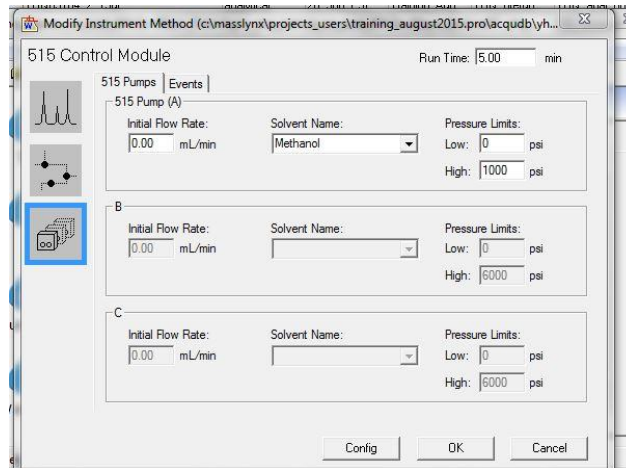 Modify Instrument Method (c:\masslynx\projects_users\training_august2015.pro\acqudb\yh...
515 Control Module
Run Time: 5.00 min
515 Pumps Events
515 Pump (A)
Initial Flow Rate: Solvent Name: Pressure Limits:
0.00 mL/min Methanol Low: 0 psi
High: 1000 psi
B
Initial Flow Rate: Solvent Name: Pressure Limits:
0.00 mL/min Low: 0 psi
High: 6000 psi
C
Initial Flow Rate: Solvent Name: Pressure Limits:
0.00 mL/min Low: 0 psi
High: 6000 psi
Config OK Cancel